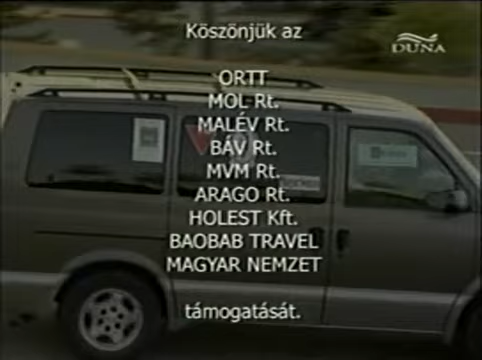 Köszönjük az
DUNA
ORTT
MOL Rt.
MALÉV Rt.
BÁV Rt.
MVM Rt.
ARAGO Rt.
HOLEST Kft.
BAOBAB TRAVEL
MAGYAR NEMZET
támogatását.